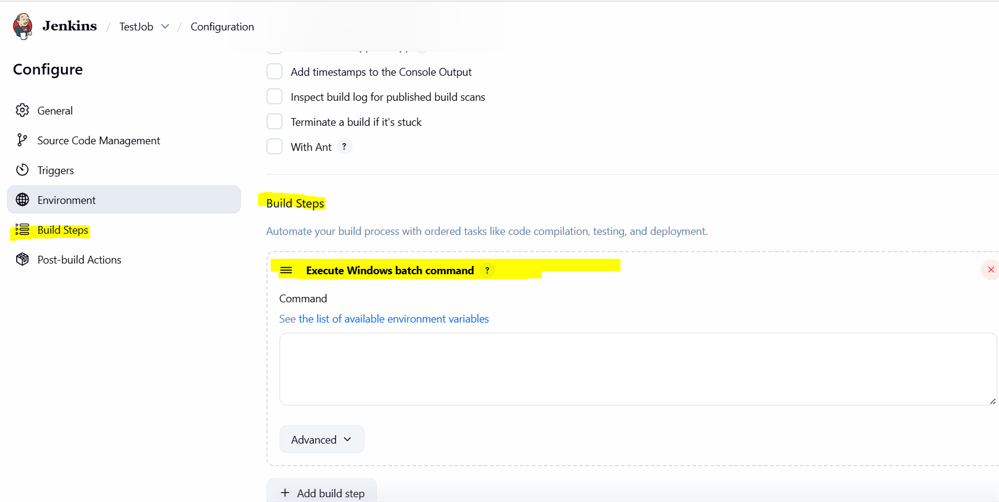 Jenkins / TestJob / Configuration
Configure
General
Source Code Management
Triggers
Environment
Build Steps
Post-build Actions
Add timestamps to the Console Output
Inspect build log for published build scans
Terminate a build if it's stuck
With Ant ?
Build Steps
Automate your build process with ordered tasks like code compilation, testing, and deployment.
Execute Windows batch command ?
Command
See the list of available environment variables
Advanced
+ Add build step